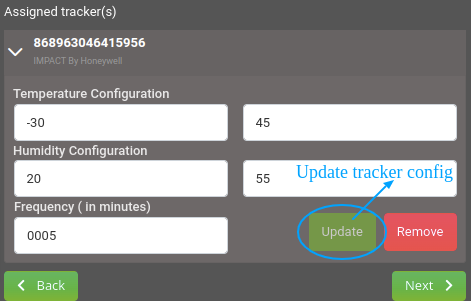 Assigned tracker(s)
868963046415956
IMPACT By Honeywell
Temperature Configuration
-30 45
Humidity Configuration
20 55
Update tracker config
Frequency ( in minutes)
0005 Update Remove
Back Next